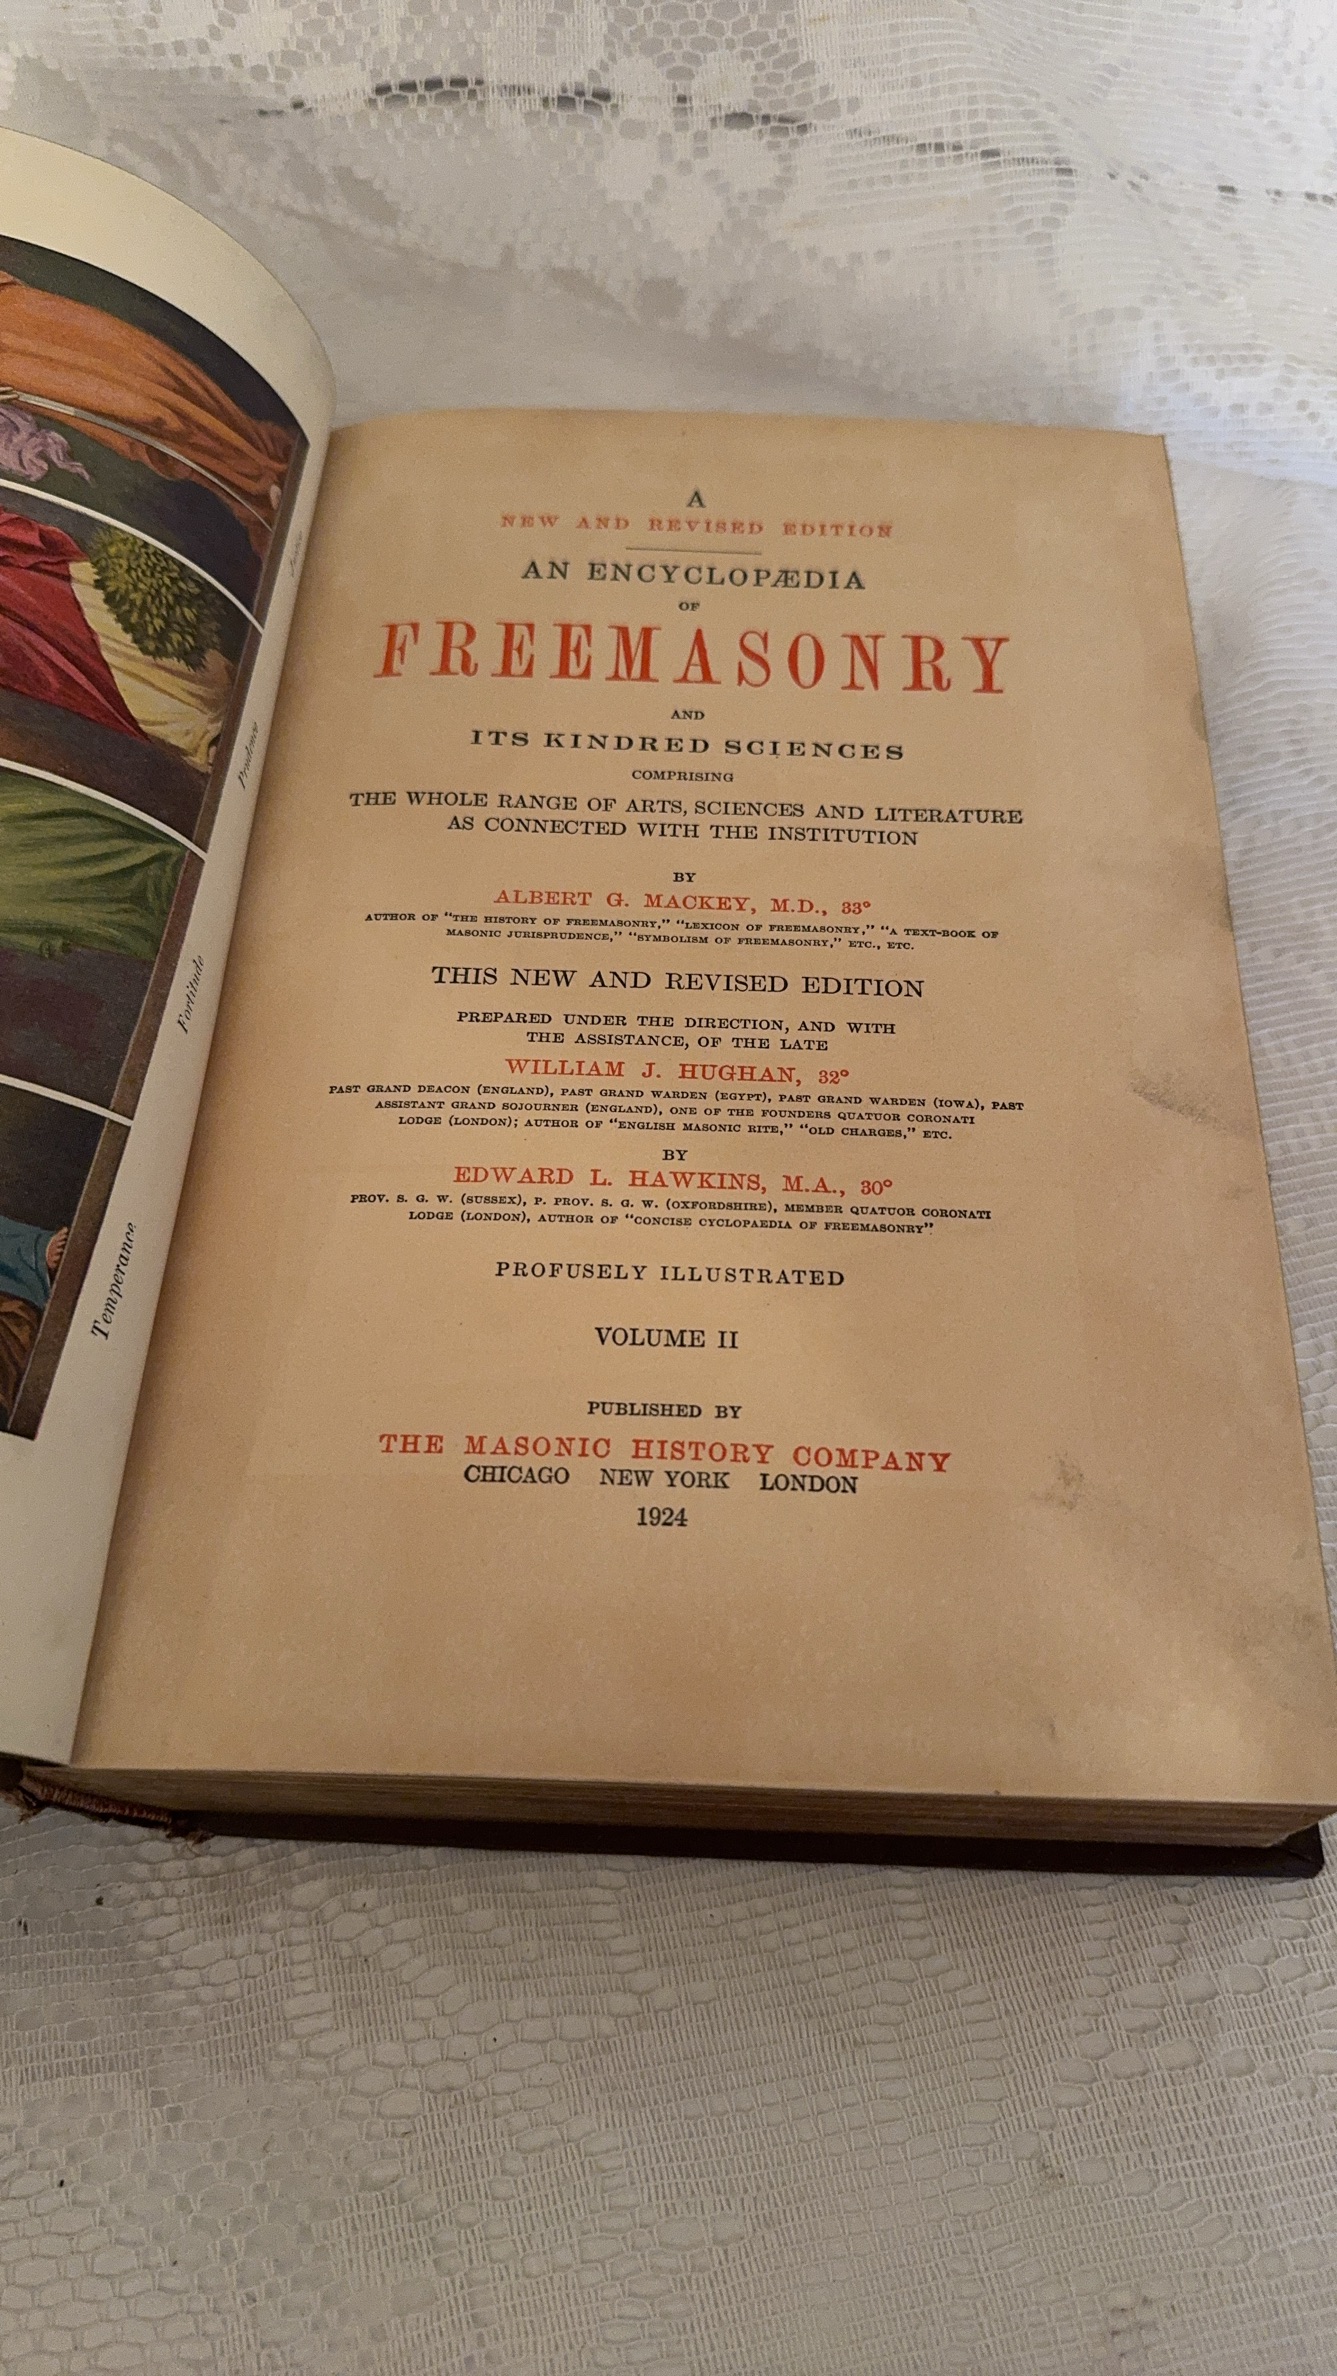 Prudence
Fortitude
Temperance
A
NEW AND REVISED EDITION
AN ENCYCLOPÆDIA
OF
FREEMASONRY
AND
ITS KINDRED SCIENCES
COMPRISING
THE WHOLE RANGE OF ARTS, SCIENCES AND LITERATURE
AS CONNECTED WITH THE INSTITUTION
BY
ALBERT G. MACKEY, M.D., 33°
AUTHOR OF "THE HISTORY OF FREEMASONRY," "LEXICON OF FREEMASONRY," "A TEXT-BOOK OF
MASONIC JURISPRUDENCE," "SYMBOLISM OF FREEMASONRY," ETC., ETC.
THIS NEW AND REVISED EDITION
PREPARED UNDER THE DIRECTION, AND WITH
THE ASSISTANCE, OF THE LATE
WILLIAM J. HUGHAN, 32°
PAST GRAND DEACON (ENGLAND), PAST GRAND WARDEN (EGYPT), PAST GRAND WARDEN (IOWA), PAST
ASSISTANT GRAND SOJOURNER (ENGLAND), ONE OF THE FOUNDERS QUATUOR CORONATI
LODGE (LONDON); AUTHOR OF "ENGLISH MASONIC RITE," "OLD CHARGES," ETC.
BY
EDWARD L. HAWKINS, M.A., 30°
PROV. S. G. W. (SUSSEX), P. PROV. S. G. W. (OXFORDSHIRE), MEMBER QUATUOR CORONATI
LODGE (LONDON), AUTHOR OF "CONCISE CYCLOPAEDIA OF FREEMASONRY"
PROFUSELY ILLUSTRATED
VOLUME II
PUBLISHED BY
THE MASONIC HISTORY COMPANY
CHICAGO NEW YORK LONDON
1924